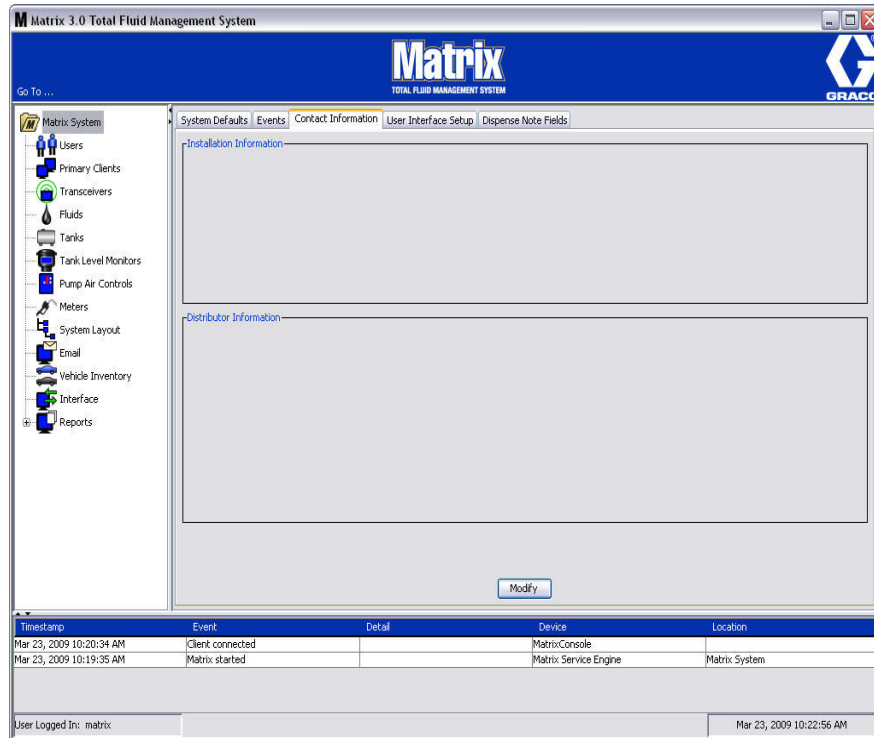 M Matrix 3.0 Total Fluid Management System
Matrix
TOTAL FLUID MANAGEMENT SYSTEM
Go To ...
GRACO
Matrix System
Users
Primary Clients
Transceivers
Fluids
Tanks
Tank Level Monitors
Pump Air Controls
Meters
System Layout
Email
Vehicle Inventory
Interface
Reports
System Defaults Events Contact Information User Interface Setup Dispense Note Fields
Installation Information
Distributor Information
Modify
Timestamp Event Detail Device Location
Mar 23, 2009 10:20:34 AM Client connected MatrixConsole
Mar 23, 2009 10:19:35 AM Matrix started Matrix Service Engine Matrix System
User Logged In: matrix Mar 23, 2009 10:22:56 AM